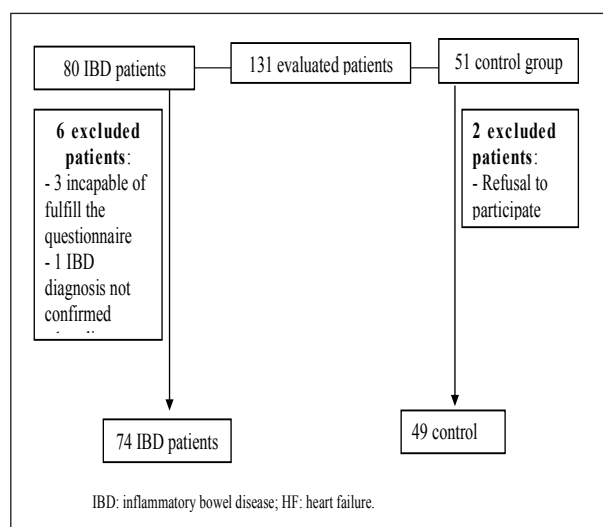 80 IBD patients
131 evaluated patients
51 control group
6 excluded
patients:
- 3 incapable of
fulfill the
questionnaire
- 1 IBD
diagnosis not
confirmed
2 excluded
patients:
- Refusal to
participate
74 IBD patients
49 control
IBD: inflammatory bowel disease; HF: heart failure.